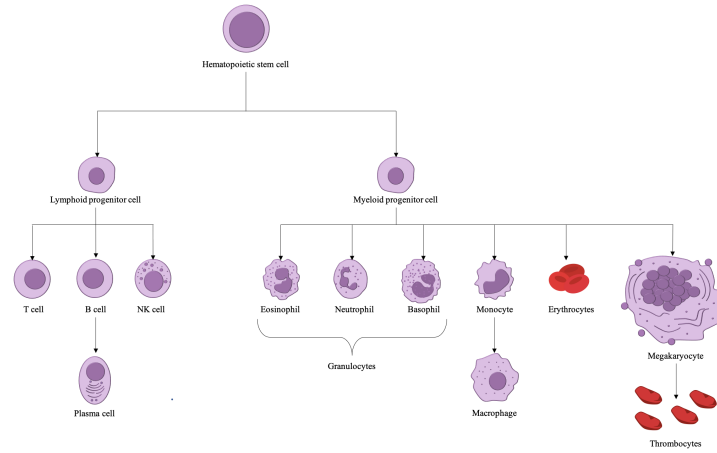 Hematopoietic stem cell
Lymphoid progenitor cell
Myeloid progenitor cell
T cell
B cell
NK cell
Eosinophil
Neutrophil
Basophil
Monocyte
Erythrocytes
Megakaryocyte
Granulocytes
Plasma cell
Macrophage
Thrombocytes